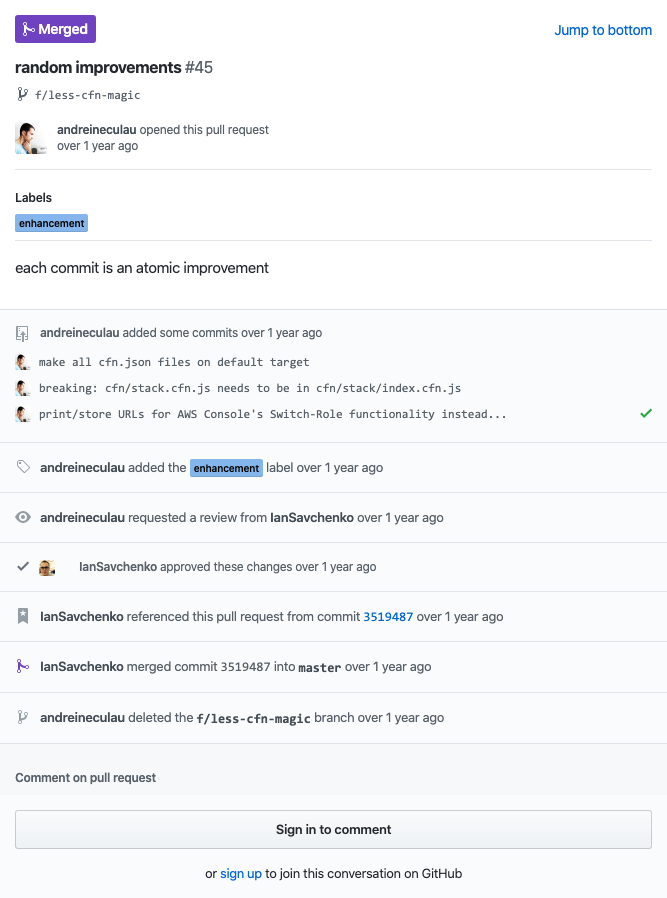 Merged
Jump to bottom
random improvements #45
f/less-cfn-magic
andreineculau opened this pull request
over 1 year ago
Labels
enhancement
each commit is an atomic improvement
andreineculau added some commits over 1 year ago
make all cfn.json files on default target
breaking: cfn/stack.cfn.js needs to be in cfn/stack/index.cfn.js
print/store URLs for AWS Console's Switch-Role functionality instead...
andreineculau added the enhancement label over 1 year ago
andreineculau requested a review from IanSavchenko over 1 year ago
IanSavchenko approved these changes over 1 year ago
IanSavchenko referenced this pull request from commit 3519487 over 1 year ago
IanSavchenko merged commit 3519487 into master over 1 year ago
andreineculau deleted the f/less-cfn-magic branch over 1 year ago
Comment on pull request
Sign in to comment
or sign up to join this conversation on GitHub